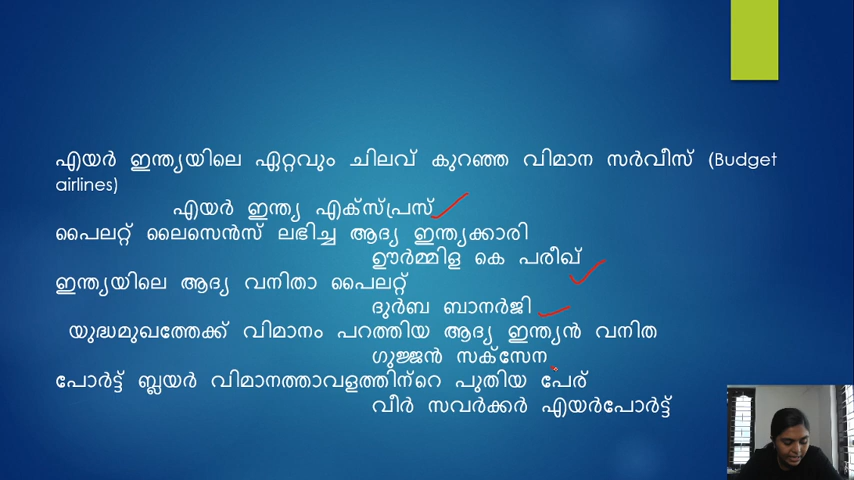 എയർ ഇന്ത്യയിലെ ഏറ്റവും ചിലവ് കുറഞ്ഞ വിമാന സർവീസ് (Budget
airlines)
എയർ ഇന്ത്യ എക്സ്പ്രസ്
പൈലറ്റ് ലൈസെൻസ് ലഭിച്ച ആദ്യ ഇന്ത്യക്കാരി
ഊർമ്മിള കെ പരീഖ്
ഇന്ത്യയിലെ ആദ്യ വനിതാ പൈലറ്റ്
ദുർബ ബാനർജി
യുദ്ധമുഖത്തേക്ക് വിമാനം പറത്തിയ ആദ്യ ഇന്ത്യൻ വനിത
ഗുജ്ജൻ സക്സേന
പോർട്ട് ബ്ലയർ വിമാനത്താവളത്തിന്റെ പുതിയ പേര്
വീർ സവർക്കർ എയർപോർട്ട്